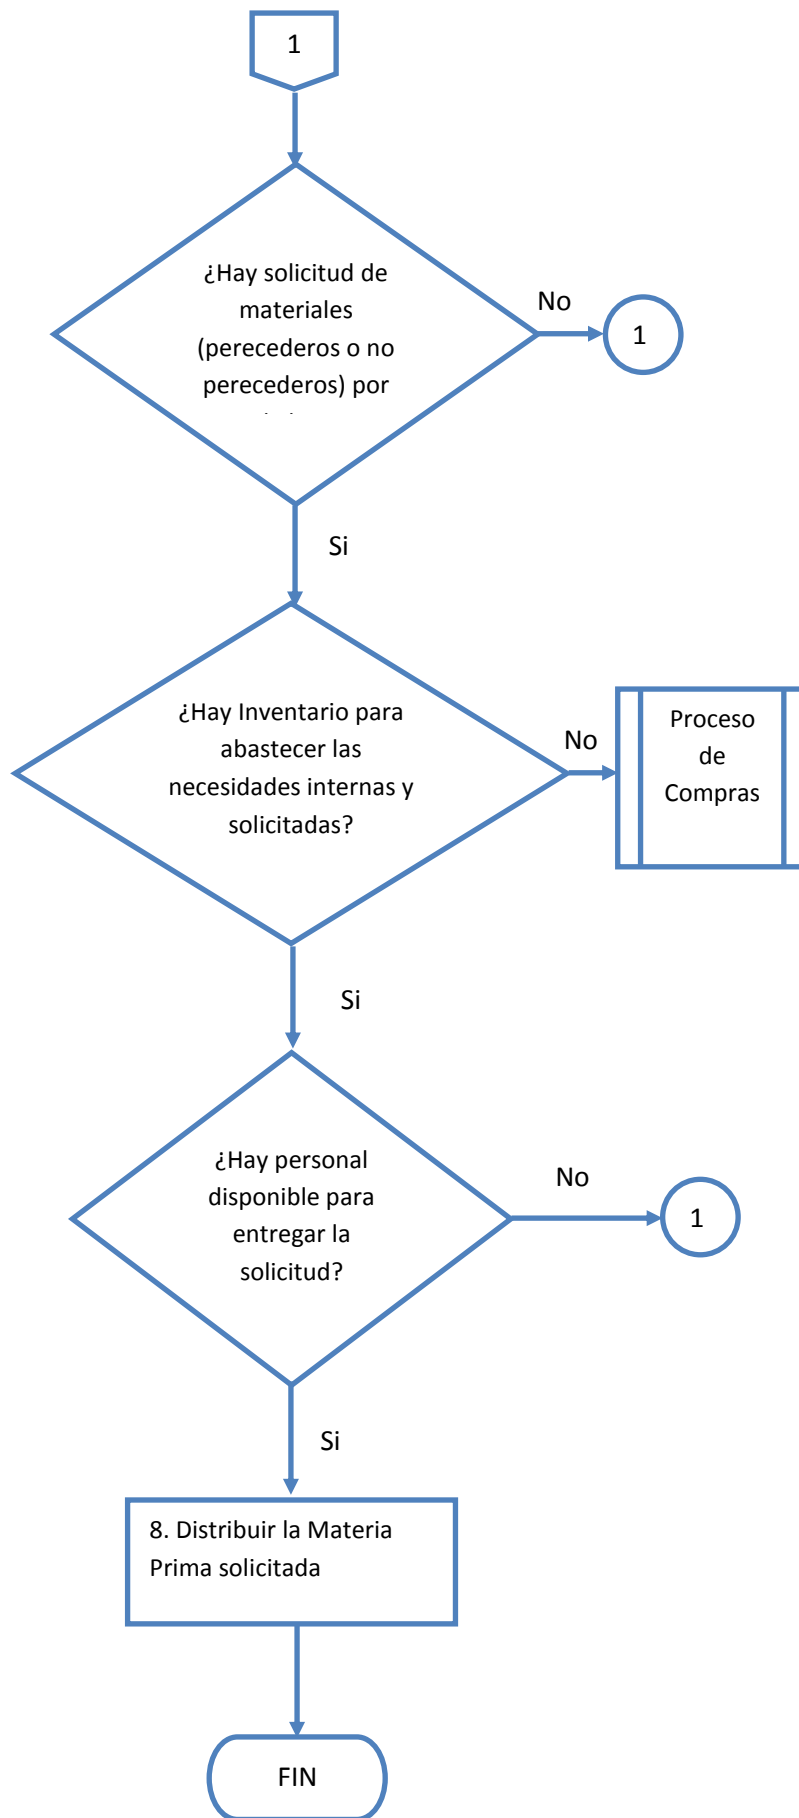 1
¿Hay solicitud de
materiales
(perecederos o no
perecederos) por
No
1
Si
¿Hay Inventario para
abastecer las
necesidades internas y
solicitadas?
No
Proceso
de
Compras
Si
¿Hay personal
disponible para
entregar la
solicitud?
No
1
Si
8. Distribuir la Materia
Prima solicitada
FIN